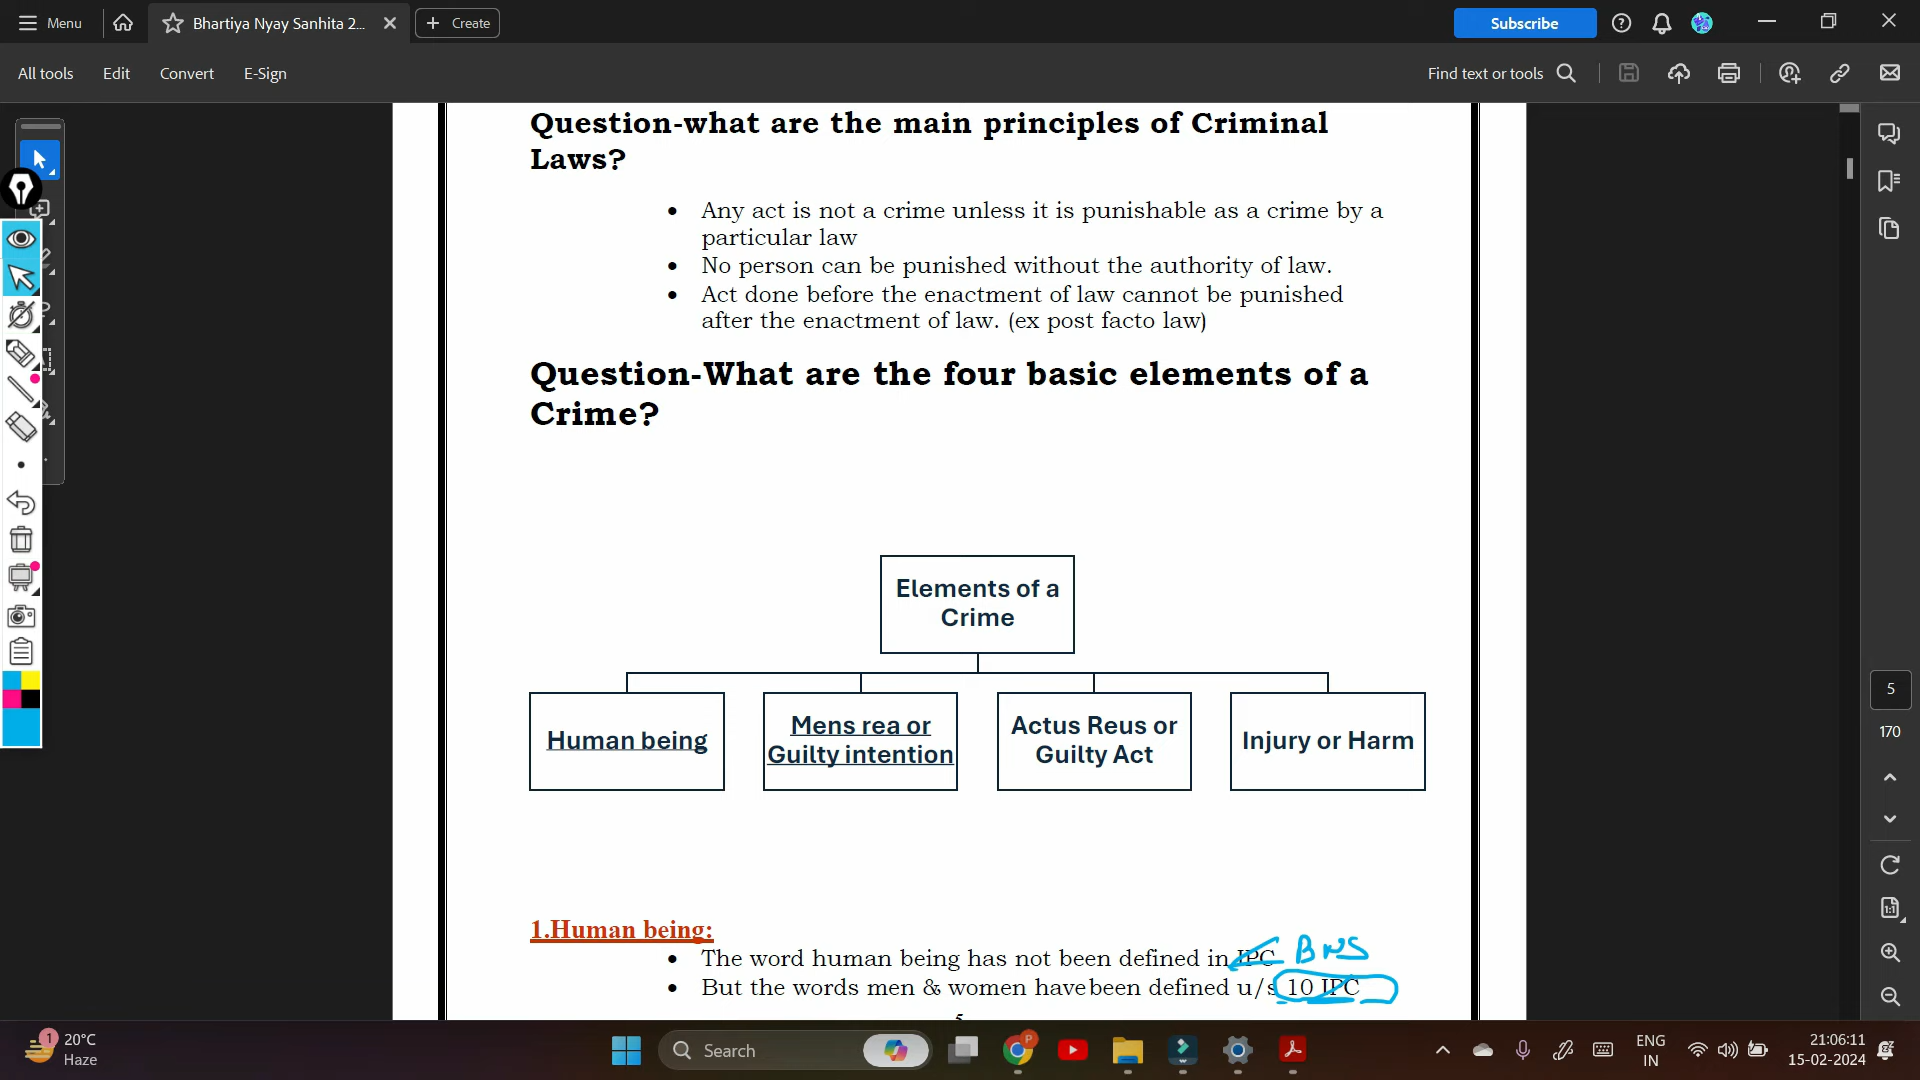 Menu
Bhartiya Nyay Sanhita 2...
Create
Subscribe
All tools
Edit
Convert
E-Sign
Find text or tools
Question-what are the main principles of Criminal
Laws?
• Any act is not a crime unless it is punishable as a crime by a
particular law
• No person can be punished without the authority of law.
• Act done before the enactment of law cannot be punished
after the enactment of law. (ex post facto law)
Question-What are the four basic elements of a
Crime?
Elements of a
Crime
Human being
Mens rea or
Guilty intention
Actus Reus or
Guilty Act
Injury or Harm
1.Human being:
• The word human being has not been defined in IPC BNS
• But the words men & women have been defined u/s 10 IPC
5
5
170
1:1
1
20°C
Haze
Search
P
ENG
IN
21:06:11
15-02-2024